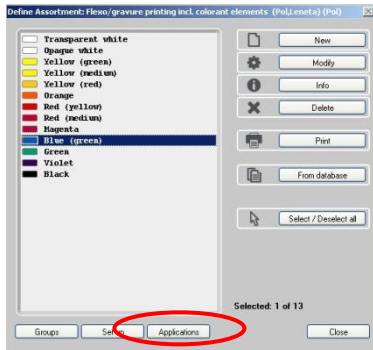 Define Assortment: Flexo/gravure printing incl. colorant elements (Pol,Leneta) (Pol)
Transparent white
Opaque white
Yellow (green)
Yellow (medium)
Yellow (red)
Orange
Red (yellow)
Red (medium)
Magenta
Blue (green)
Green
Violet
Black
New
Modify
Info
Delete
Print
From database
Select / Deselect all
Selected: 1 of 13
Groups
Applications
Close